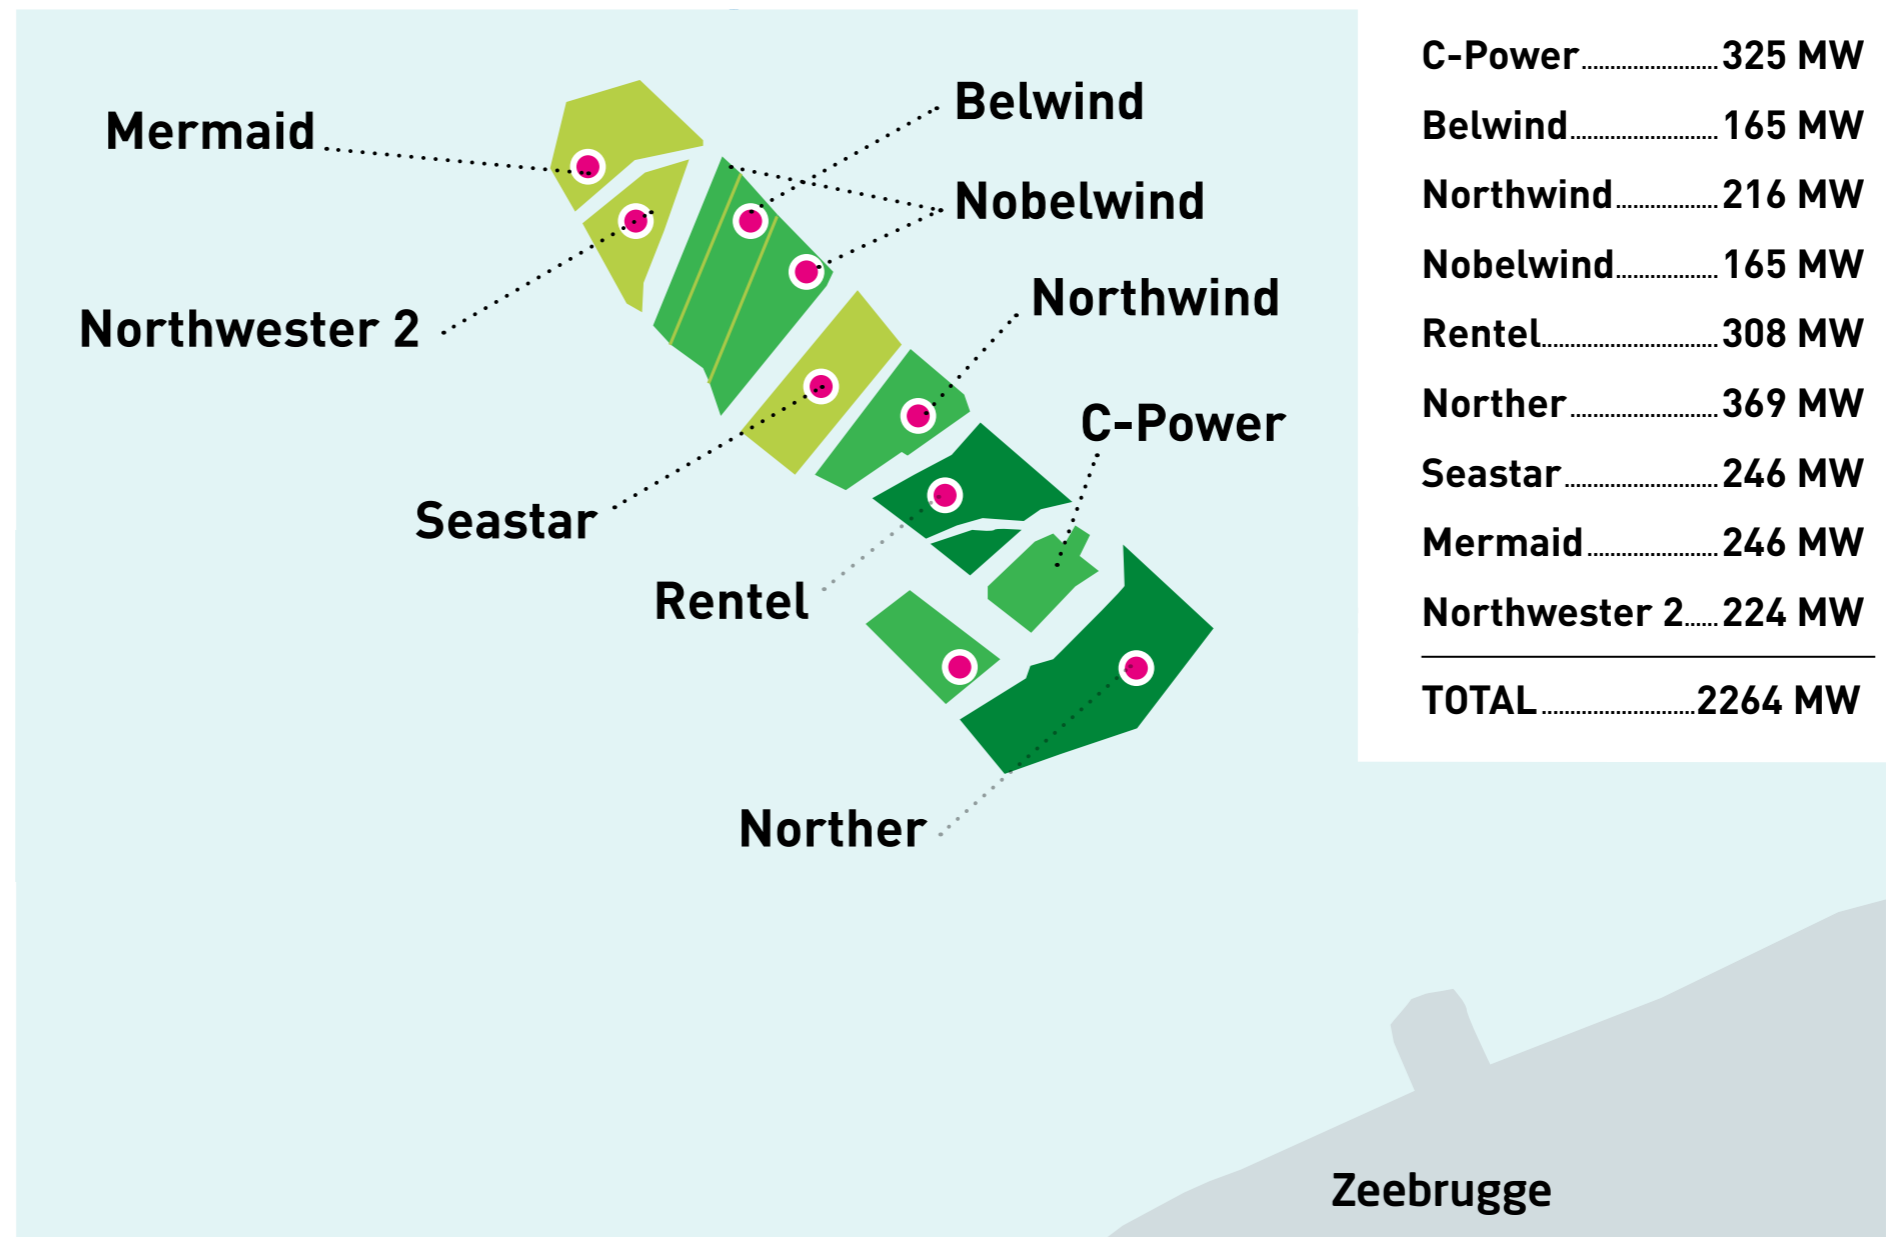 Mermaid
Belwind
Nobelwind
Northwester 2
Northwind
C-Power
Seastar
Rentel
Norther
Zeebrugge
C-Power 325 MW
Belwind 165 MW
Northwind 216 MW
Nobelwind 165 MW
Rentel 308 MW
Norther 369 MW
Seastar 246 MW
Mermaid 246 MW
Northwester 2 224 MW
TOTAL 2264 MW